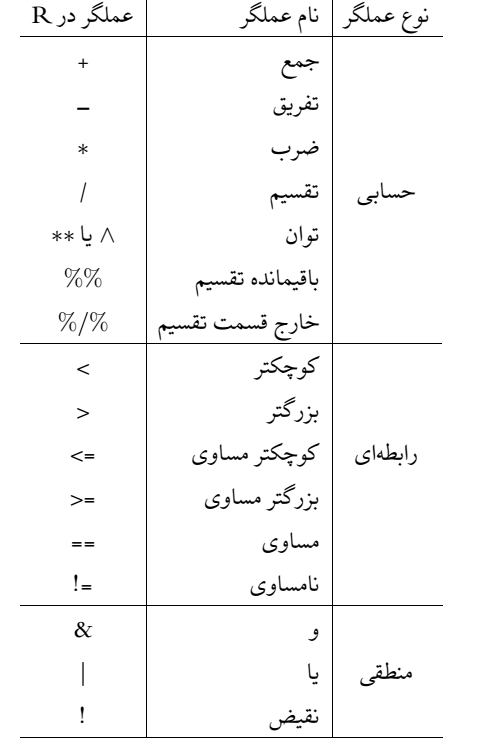 نوع عملگر نام عملگر عملگر در R
جمع +
تفریق −
ضرب *
حسابی تقسیم /
توان ∧ یا **
باقیمانده تقسیم %%
خارج قسمت تقسیم %/%
کوچکتر <
بزرگتر >
رابطه‌ای کوچکتر مساوی <=
بزرگتر مساوی >=
مساوی ==
نامساوی !=
و &
منطقی یا |
نقیض !